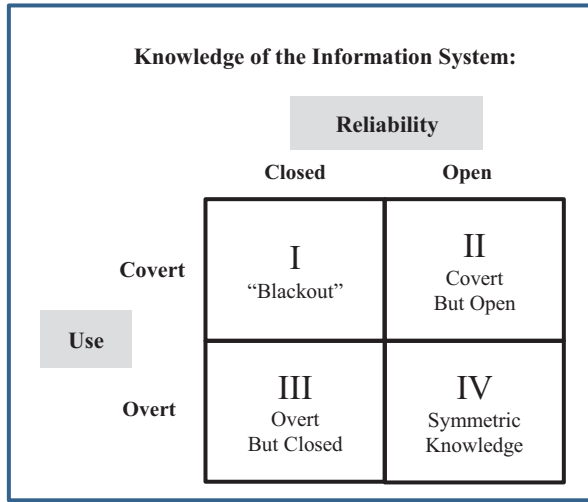 Knowledge of the Information System:
Reliability
Closed Open
Covert
I
“Blackout”
II
Covert
But Open
Use
Overt
III
Overt
But Closed
IV
Symmetric
Knowledge